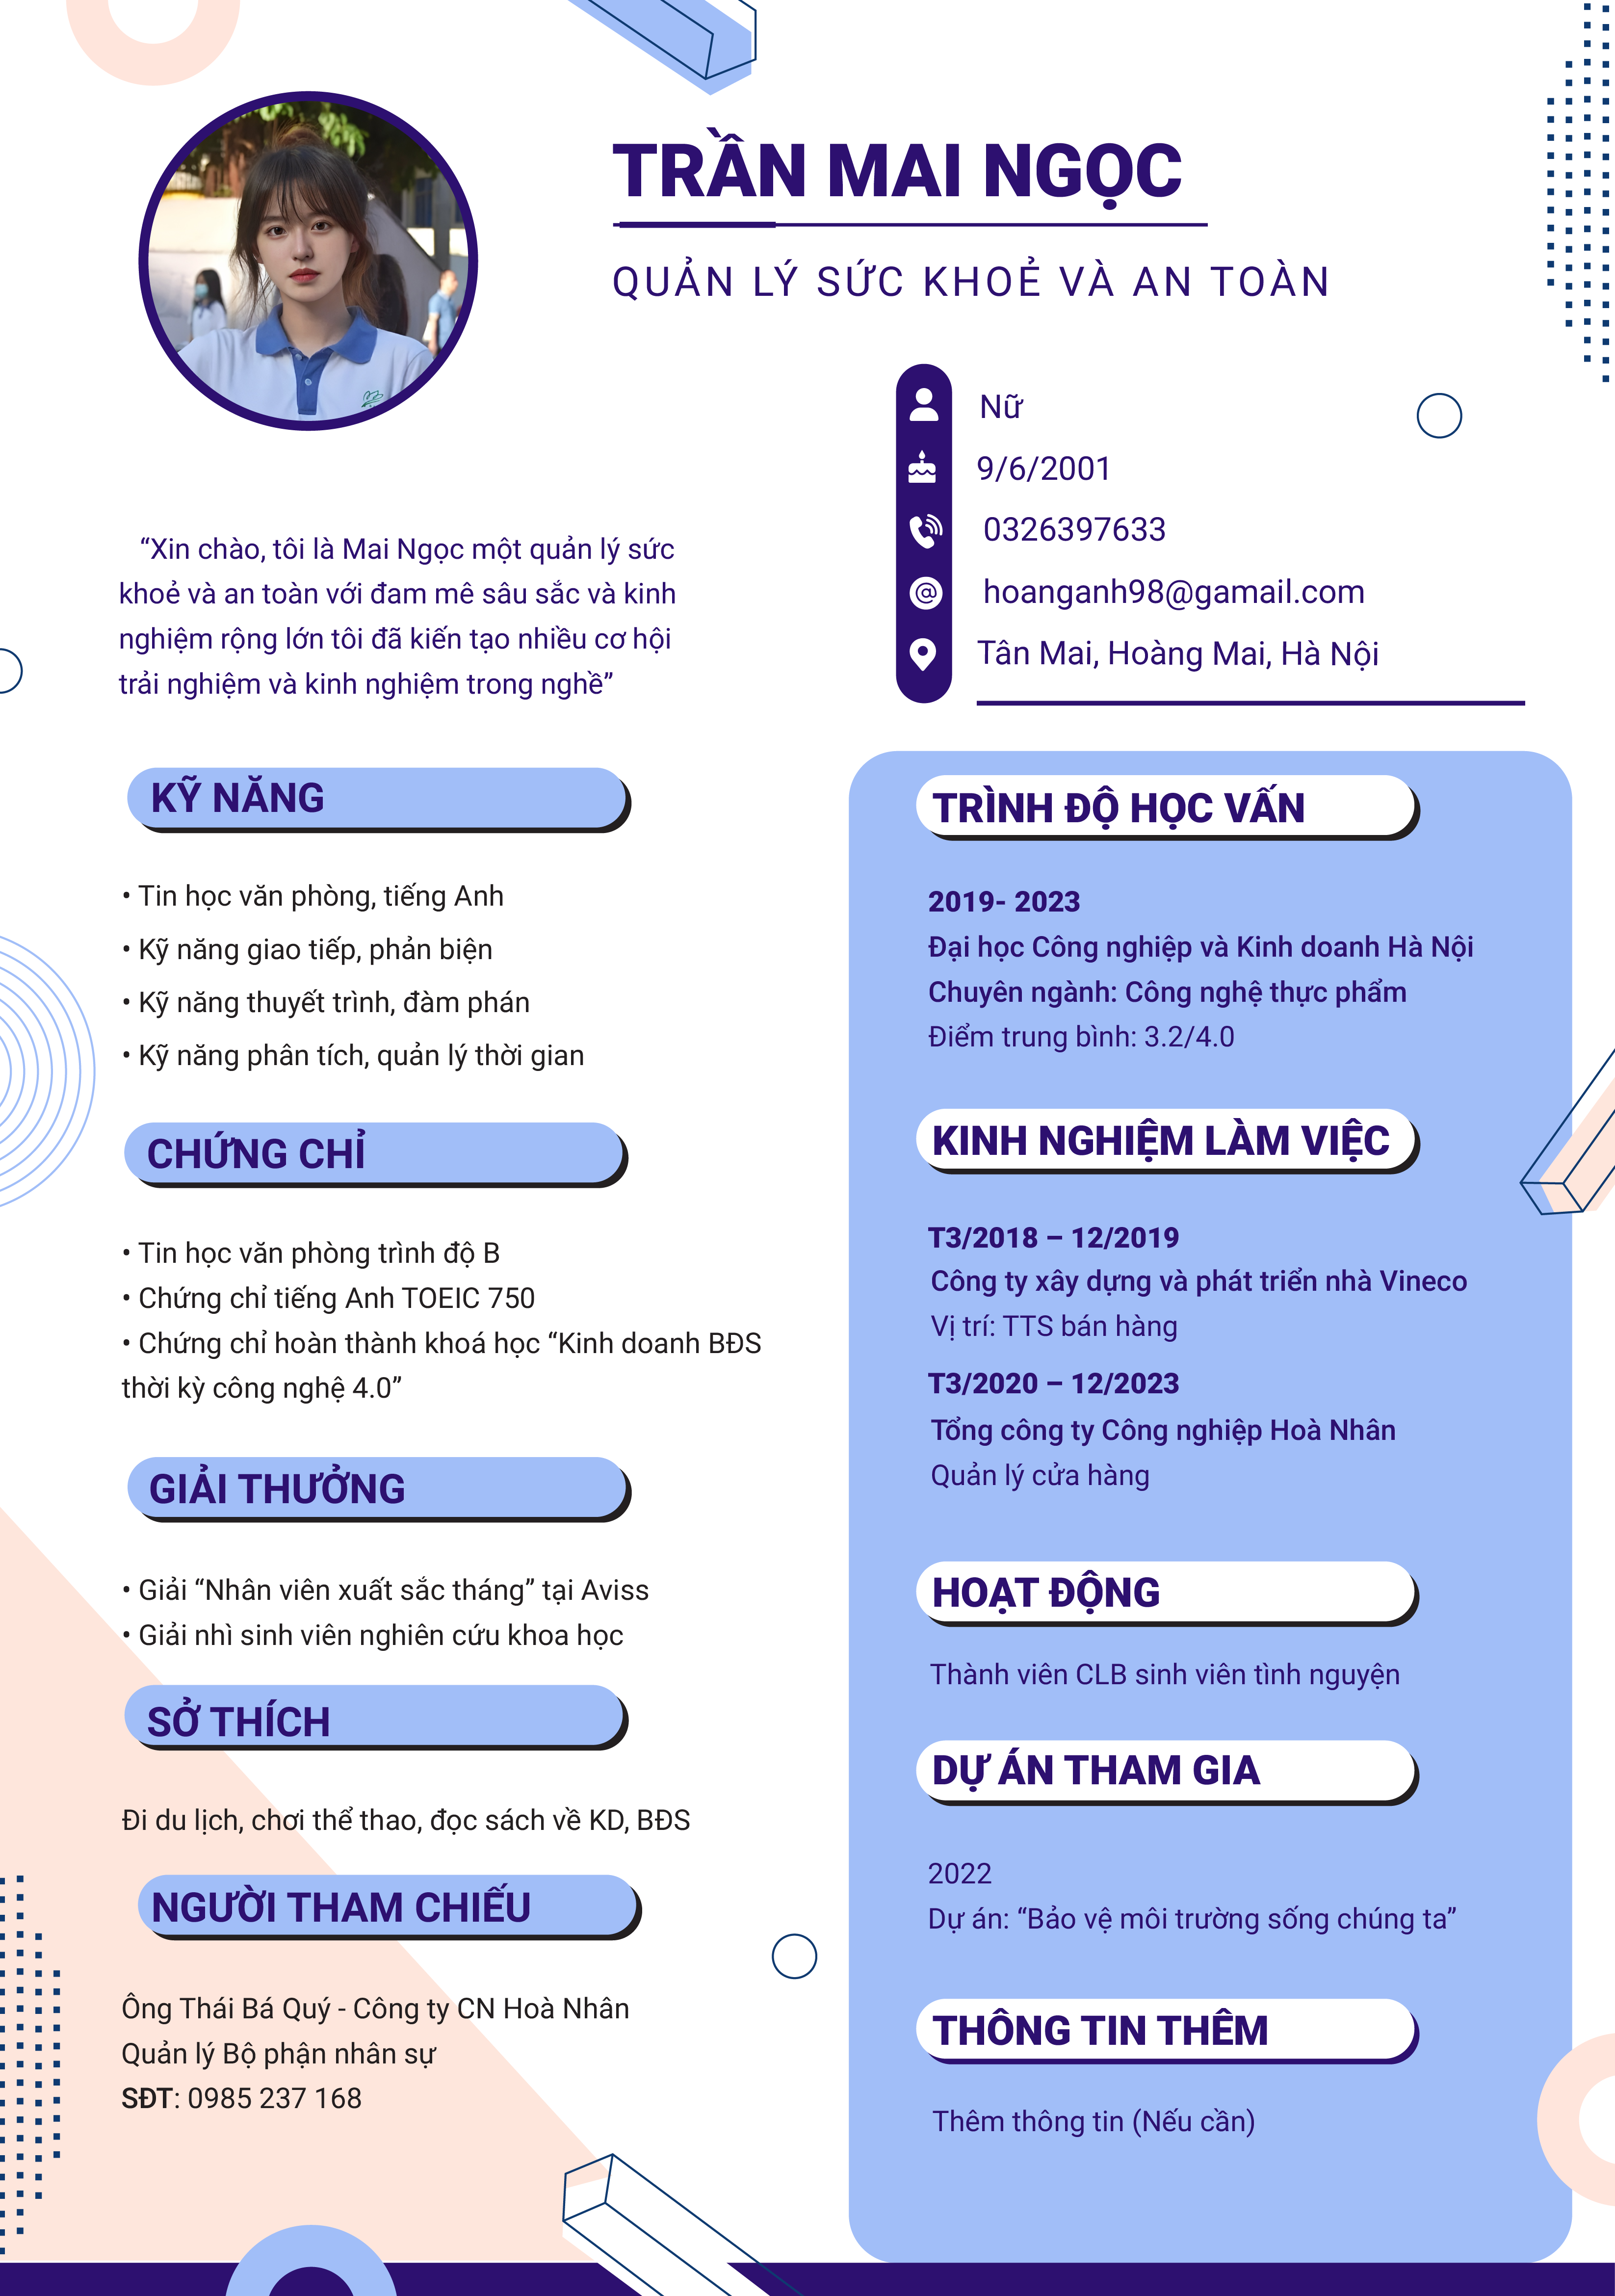 TRẦN MAI NGỌC
QUẢN LÝ SỨC KHOẺ VÀ AN TOÀN
Nữ
9/6/2001
0326397633
hoanganh98@gamail.com
Tân Mai, Hoàng Mai, Hà Nội
“Xin chào, tôi là Mai Ngọc một quản lý sức
khoẻ và an toàn với đam mê sâu sắc và kinh
nghiệm rộng lớn tôi đã kiến tạo nhiều cơ hội
trải nghiệm và kinh nghiệm trong nghề”
KỸ NĂNG
• Tin học văn phòng, tiếng Anh
• Kỹ năng giao tiếp, phản biện
• Kỹ năng thuyết trình, đàm phán
• Kỹ năng phân tích, quản lý thời gian
CHỨNG CHỈ
• Tin học văn phòng trình độ B
• Chứng chỉ tiếng Anh TOEIC 750
• Chứng chỉ hoàn thành khoá học “Kinh doanh BĐS
thời kỳ công nghệ 4.0”
GIẢI THƯỞNG
• Giải “Nhân viên xuất sắc tháng” tại Aviss
• Giải nhì sinh viên nghiên cứu khoa học
SỞ THÍCH
Đi du lịch, chơi thể thao, đọc sách về KD, BĐS
NGƯỜI THAM CHIẾU
Ông Thái Bá Quý - Công ty CN Hoà Nhân
Quản lý Bộ phận nhân sự
SĐT: 0985 237 168
TRÌNH ĐỘ HỌC VẤN
2019- 2023
Đại học Công nghiệp và Kinh doanh Hà Nội
Chuyên ngành: Công nghệ thực phẩm
Điểm trung bình: 3.2/4.0
KINH NGHIỆM LÀM VIỆC
T3/2018 – 12/2019
Công ty xây dựng và phát triển nhà Vineco
Vị trí: TTS bán hàng
T3/2020 – 12/2023
Tổng công ty Công nghiệp Hoà Nhân
Quản lý cửa hàng
HOẠT ĐỘNG
Thành viên CLB sinh viên tình nguyện
DỰ ÁN THAM GIA
2022
Dự án: “Bảo vệ môi trường sống chúng ta”
THÔNG TIN THÊM
Thêm thông tin (Nếu cần)